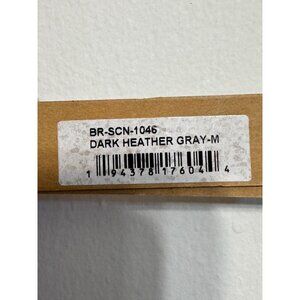 BR-SCN-1046
DARK HEATHER GRAY-M
1 94378 17604 4